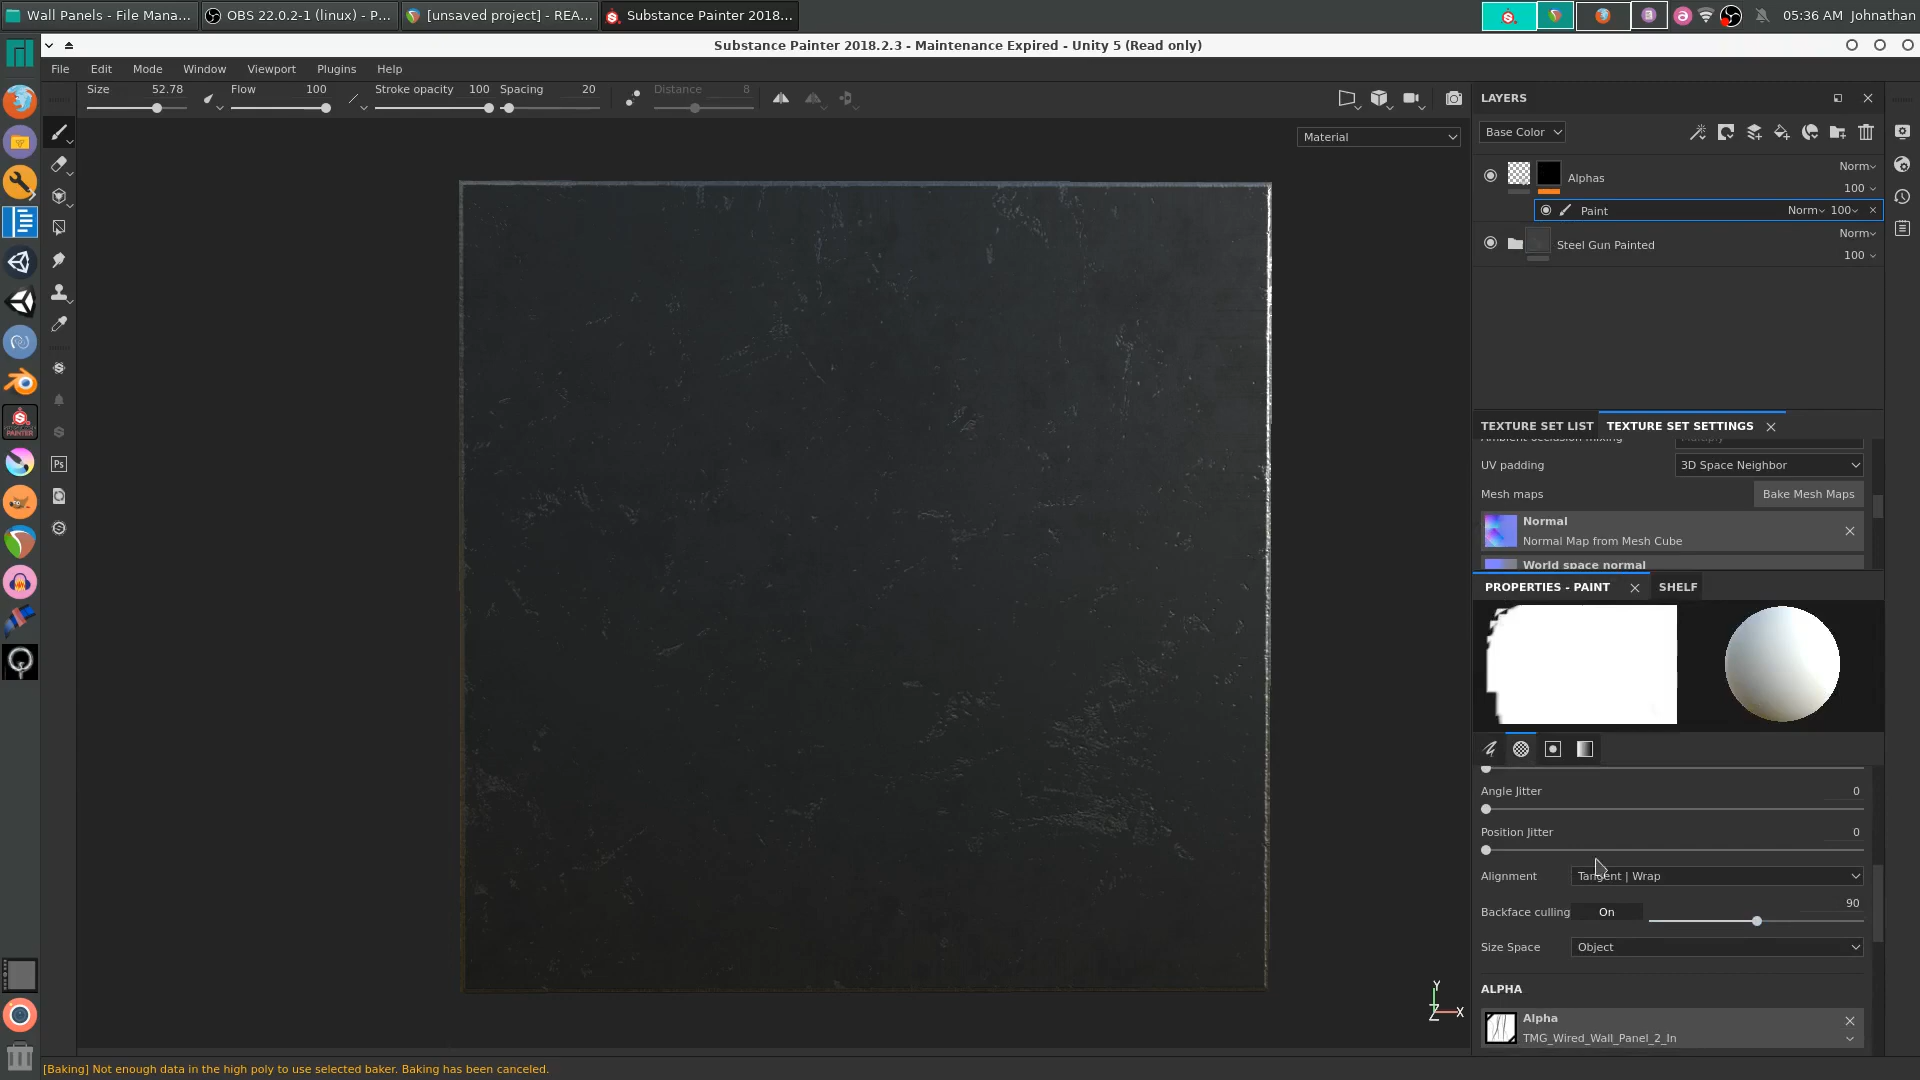 Wall Panels - File Mana...
OBS 22.0.2-1 (linux) - P...
[unsaved project] - REA...
Substance Painter 2018...
05:36 AM Johnathan
Substance Painter 2018.2.3 - Maintenance Expired - Unity 5 (Read only)
File Edit Mode Window Viewport Plugins Help
Size 52.78 Flow 100 Stroke opacity 100 Spacing 20 Distance 8
Material
LAYERS
Base Color
Norm
Alphas
100
Paint Norm 100
Norm
Steel Gun Painted
100
TEXTURE SET LIST TEXTURE SET SETTINGS
Ambient occlusion mixing Multiply
UV padding 3D Space Neighbor
Mesh maps Bake Mesh Maps
Normal
Normal Map from Mesh Cube
World space normal
PROPERTIES - PAINT SHELF
Angle Jitter 0
Position Jitter 0
Alignment Tangent | Wrap
Backface culling On 90
Size Space Object
ALPHA
Alpha
TMG_Wired_Wall_Panel_2_In
Ps
PAINTER
Y
Z X
[Baking] Not enough data in the high poly to use selected baker. Baking has been canceled.